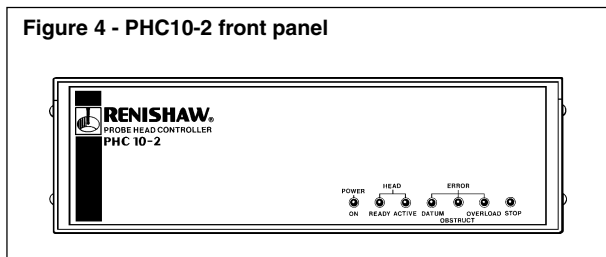 Figure 4 - PHC10-2 front panel
RENISHAW®
PROBE HEAD CONTROLLER
PHC 10-2
POWER HEAD ERROR
ON READY ACTIVE DATUM OBSTRUCT OVERLOAD STOP